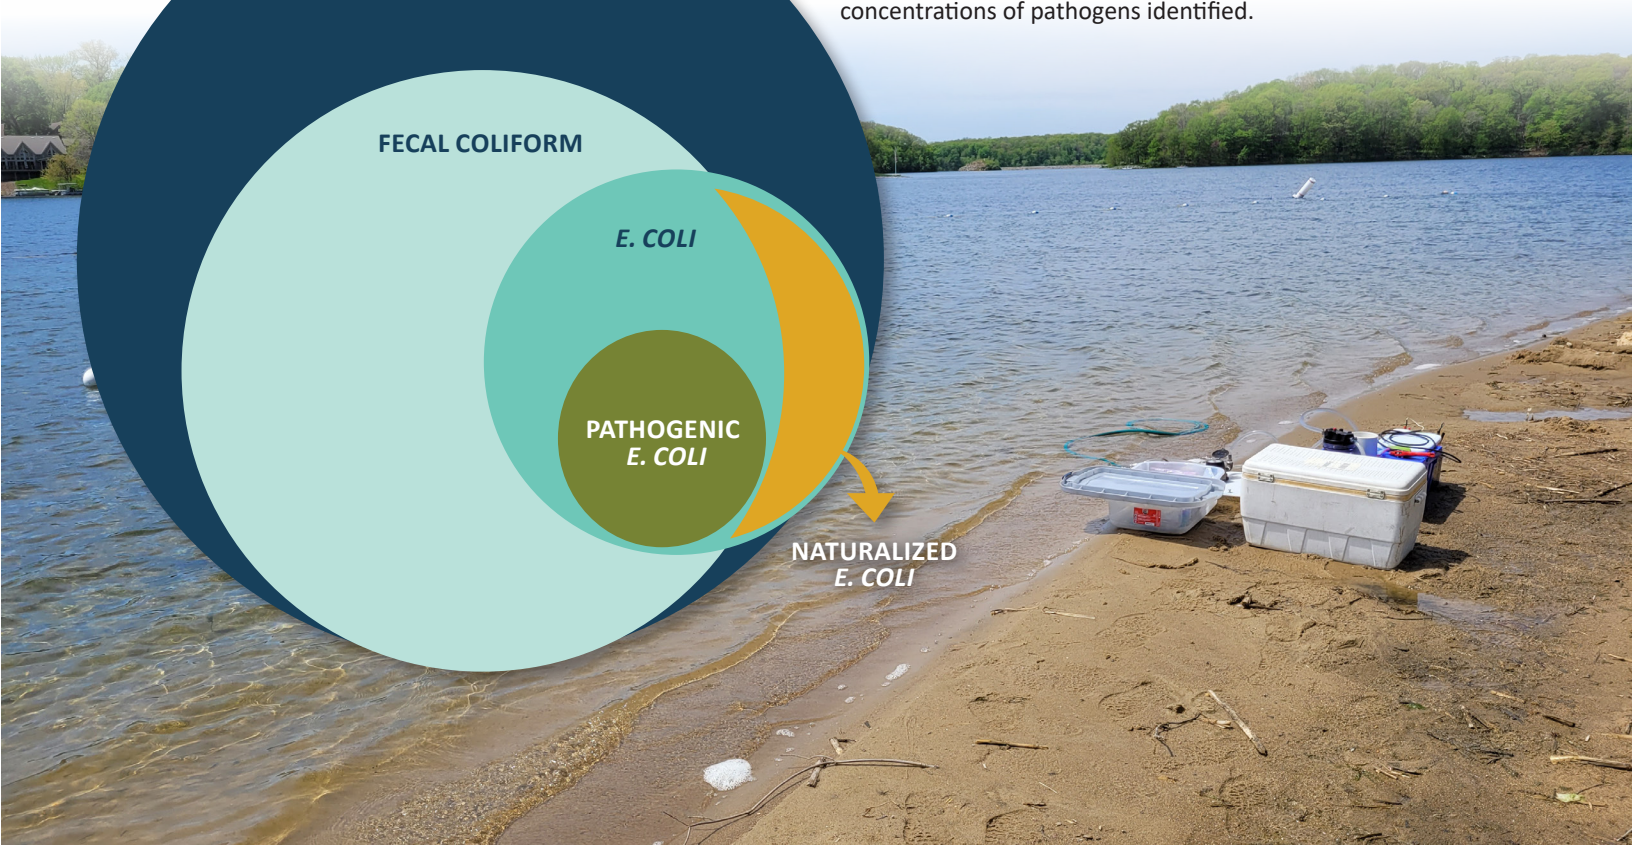 concentrations of pathogens identified.
FECAL COLIFORM
E. COLI
PATHOGENIC
E. COLI
NATURALIZED
E. COLI